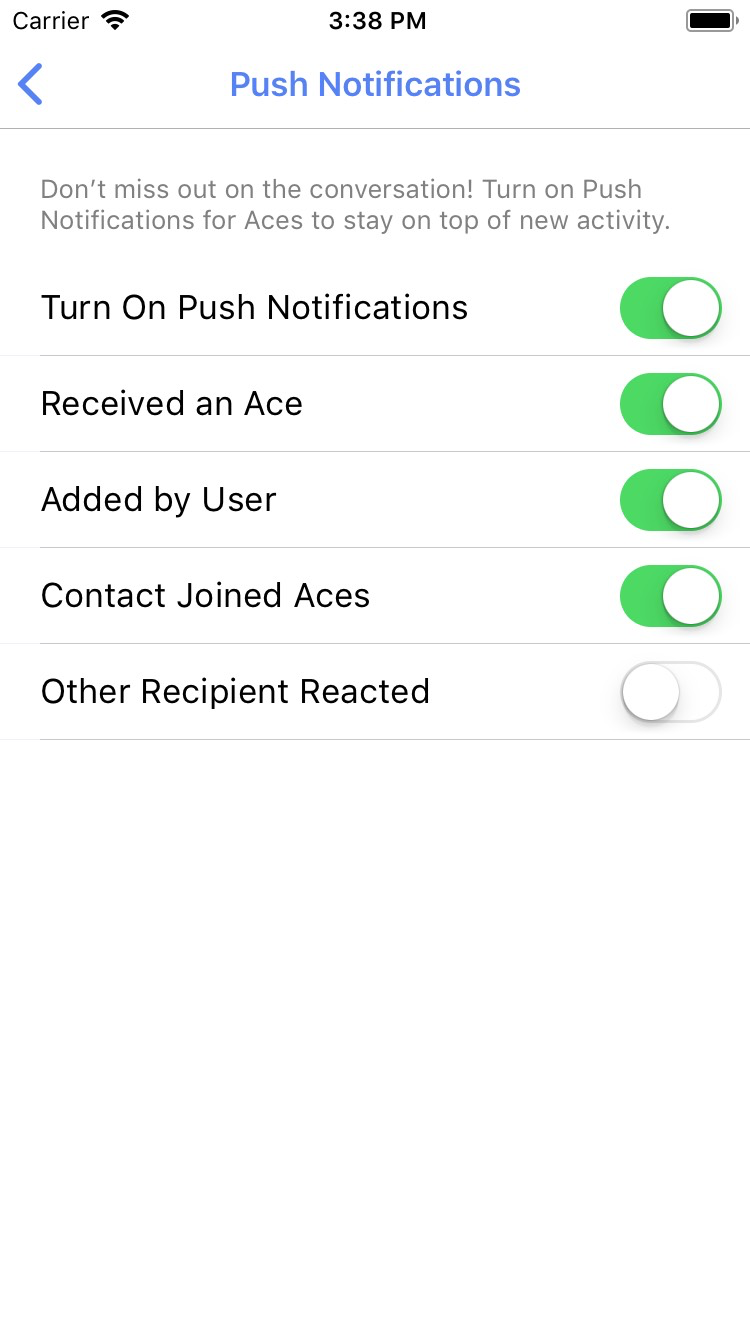 Carrier 3:38 PM
Push Notifications
Don’t miss out on the conversation! Turn on Push
Notifications for Aces to stay on top of new activity.
Turn On Push Notifications
Received an Ace
Added by User
Contact Joined Aces
Other Recipient Reacted